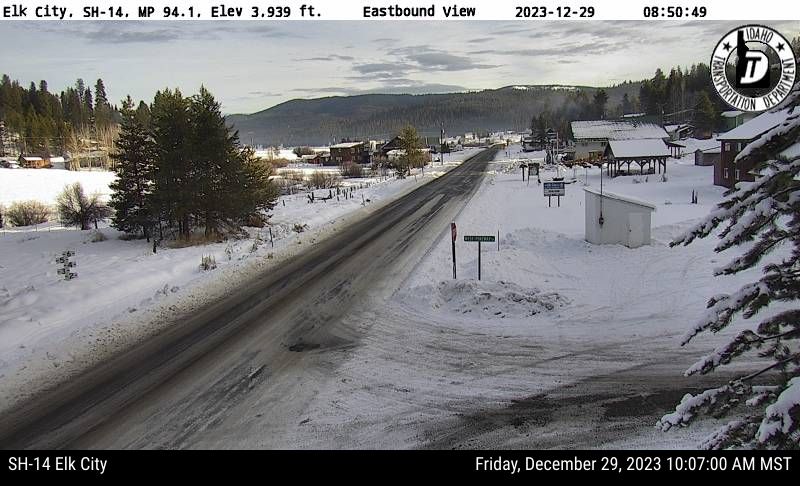 Elk City, SH-14, MP 94.1, Elev 3,939 ft. Eastbound View 2023-12-29 08:50:49
IDAHO
TRANSPORTATION DEPARTMENT
SH-14 Elk City Friday, December 29, 2023 10:07:00 AM MST